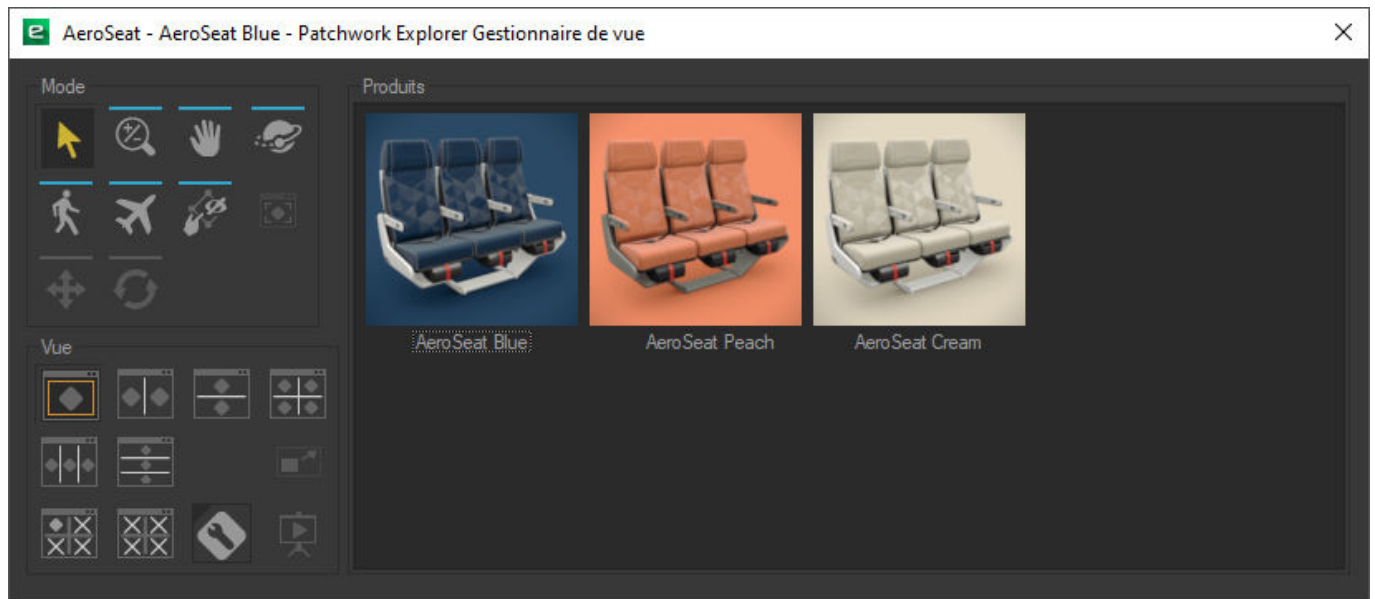 AeroSeat - AeroSeat Blue - Patchwork Explorer Gestionnaire de vue
Mode
Produits
AeroSeat Blue
AeroSeat Peach
AeroSeat Cream
Vue